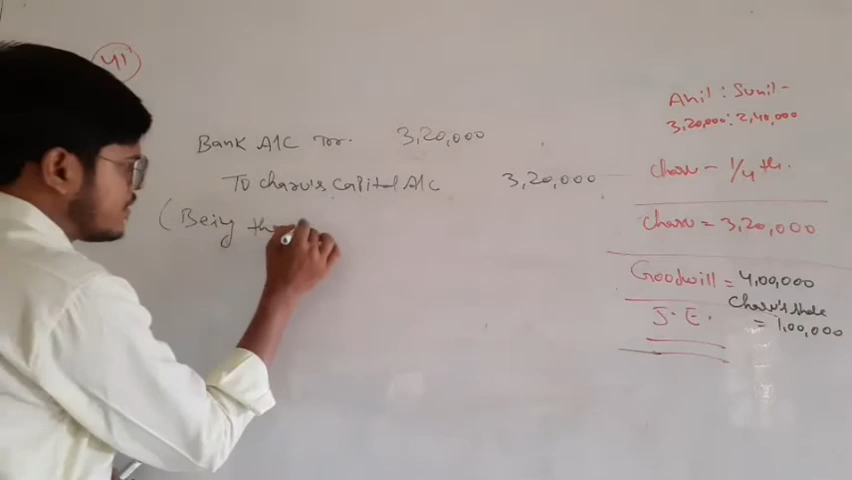 41
Bank A/C Dr. 3,20,000
To Charu's Capital A/C 3,20,000
(Being the
Anil : Sunil -
3,20,000 : 2,40,000
Charu - 1/4 th.
Charu = 3,20,000
Goodwill = 4,00,000
Charu's share
= 1,00,000
J. E.